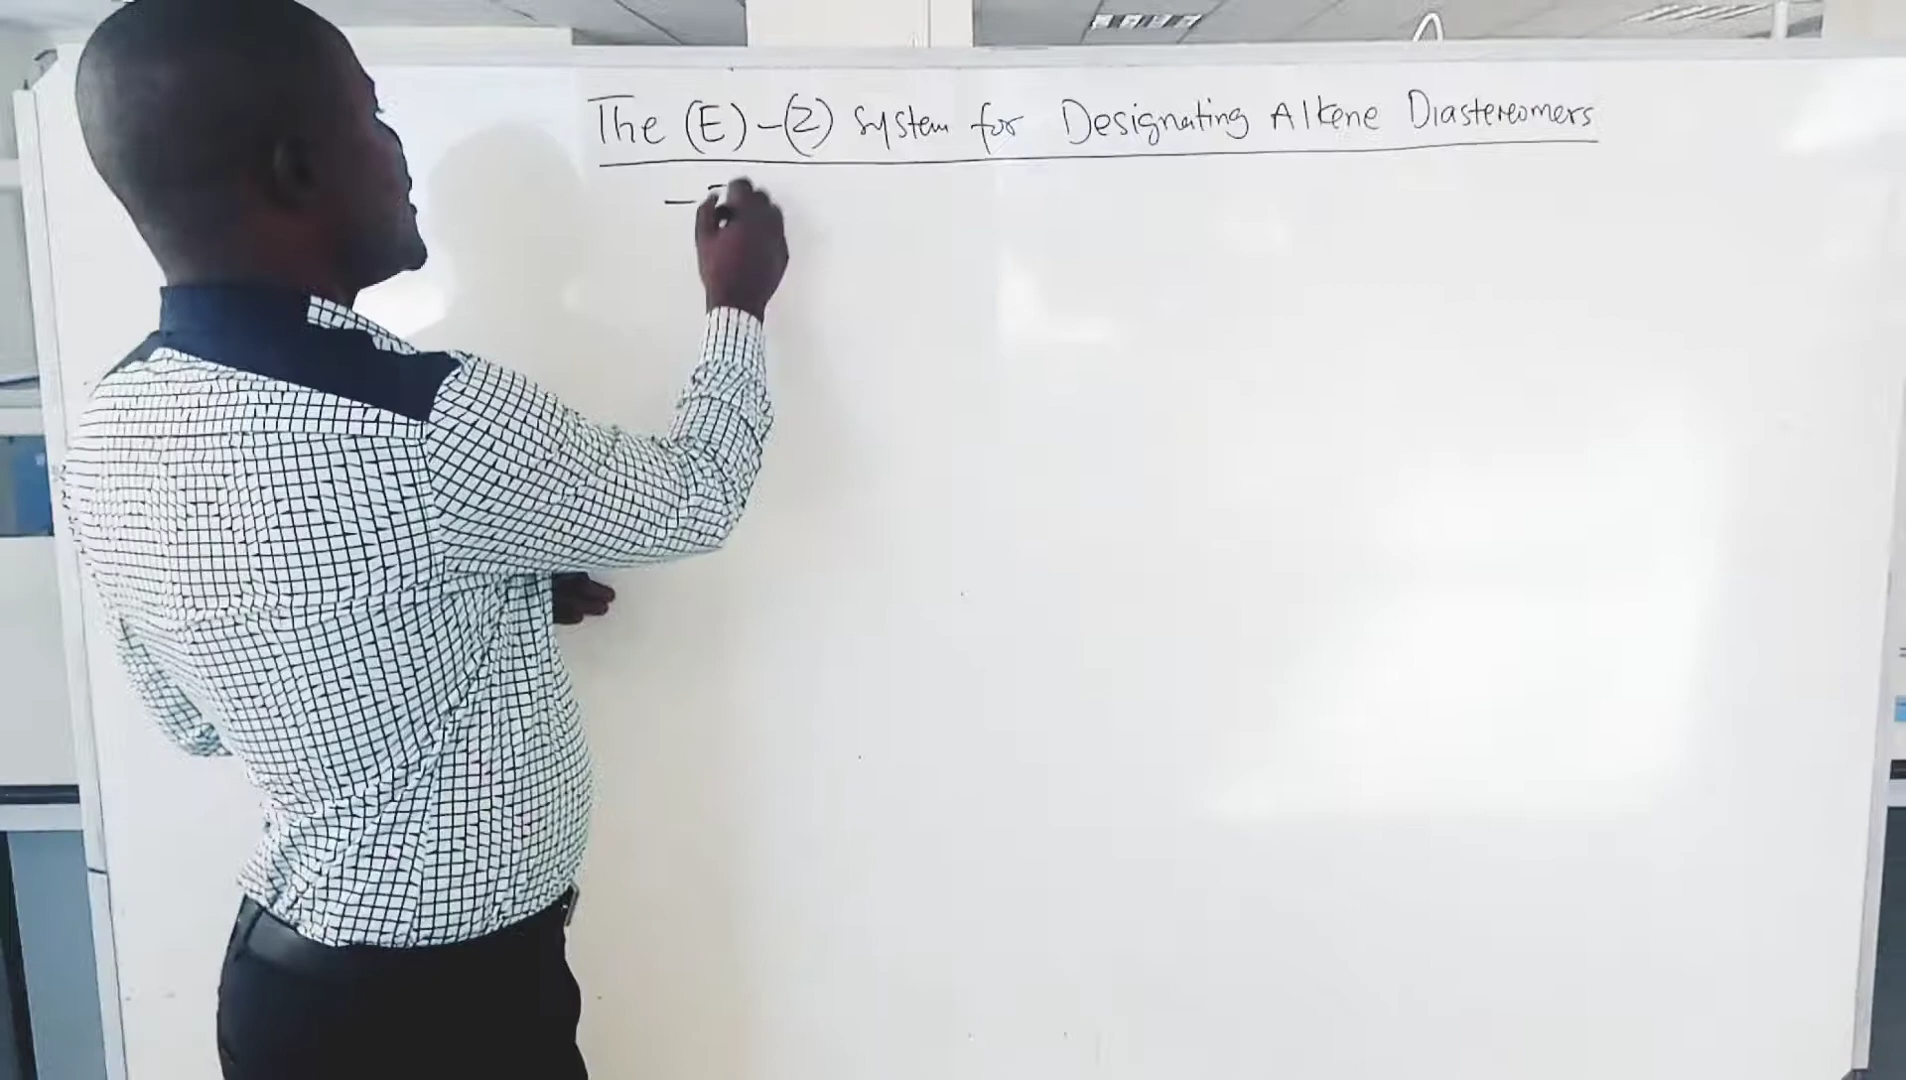 The (E)-(Z) system for Designating Alkene Diastereomers
-